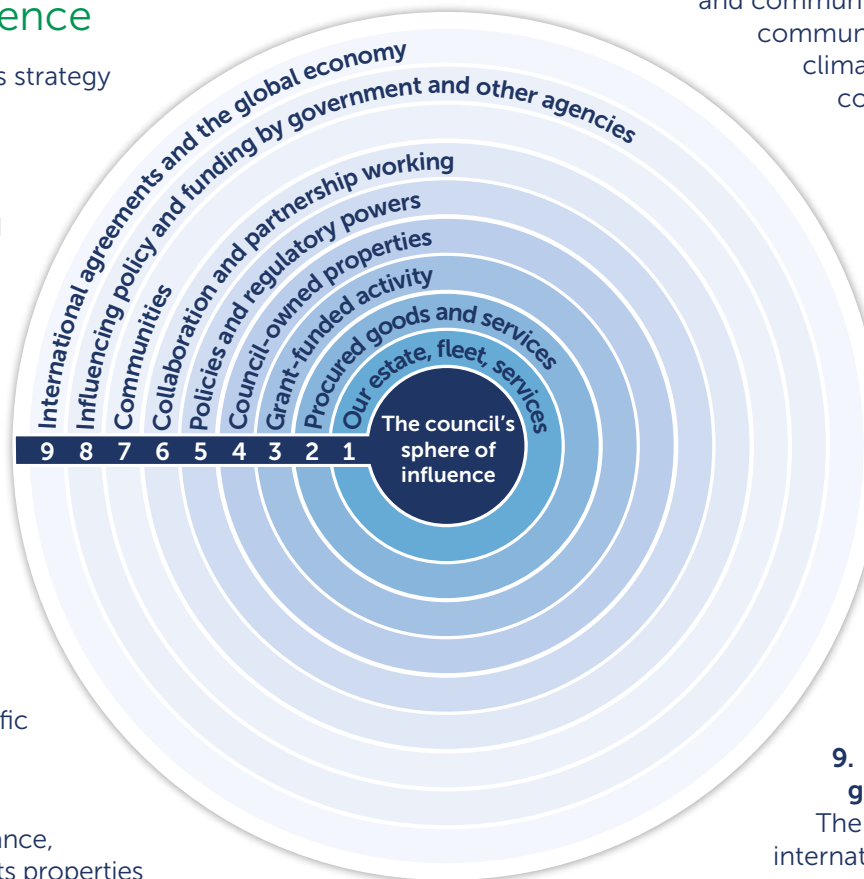 s strategy
International agreements and the global economy
Influencing policy and funding by government and other agencies
Communities
Collaboration and partnership working
Policies and regulatory powers
Council-owned properties
Grant-funded activity
Procured goods and services
Our estate, fleet, services
9 8 7 6 5 4 3 2 1
The council’s
sphere of
influence
ance,
ts properties
9.
The